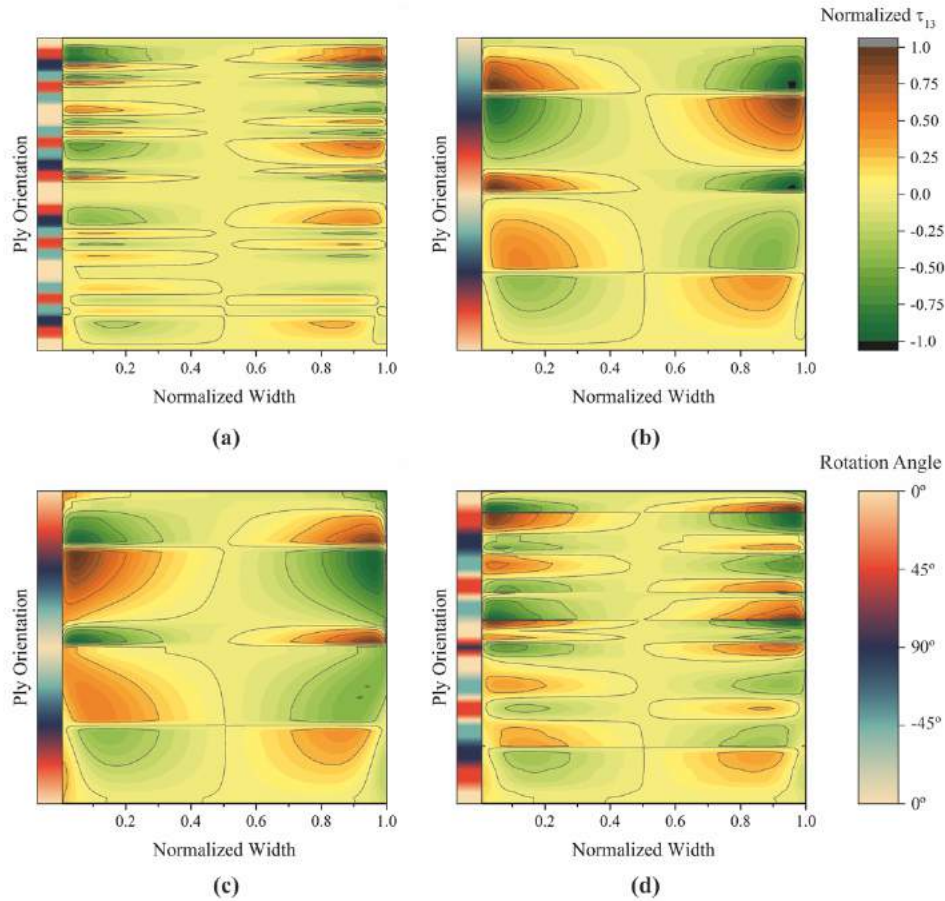 Normalized τ13
Ply Orientation
0.2 0.4 0.6 0.8 1.0
Normalized Width
(a)
Ply Orientation
0.2 0.4 0.6 0.8 1.0
Normalized Width
(b)
1.0
0.75
0.50
0.25
0.0
-0.25
-0.50
-0.75
-1.0
Ply Orientation
0.2 0.4 0.6 0.8 1.0
Normalized Width
(c)
Ply Orientation
0.2 0.4 0.6 0.8 1.0
Normalized Width
(d)
Rotation Angle
0º
45º
90º
-45º
0º